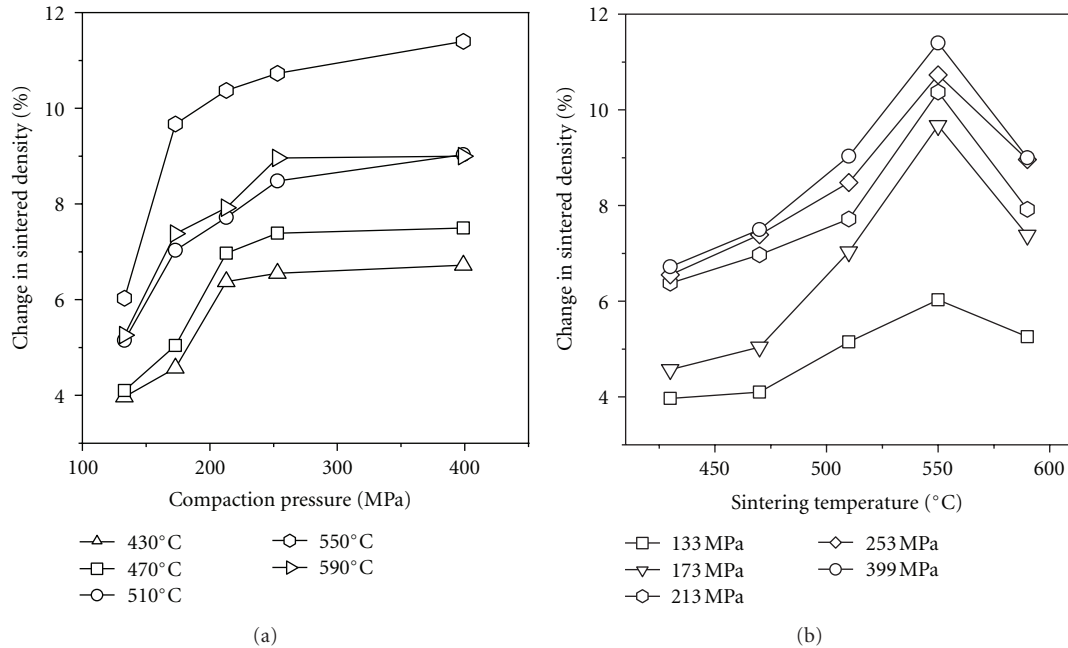 12
10
8
6
4
100
200
300
400
Change in sintered density (%)
Compaction pressure (MPa)
430°C
470°C
510°C
550°C
590°C
(a)
12
10
8
6
4
450
500
550
600
Change in sintered density (%)
Sintering temperature (°C)
133 MPa
173 MPa
213 MPa
253 MPa
399 MPa
(b)